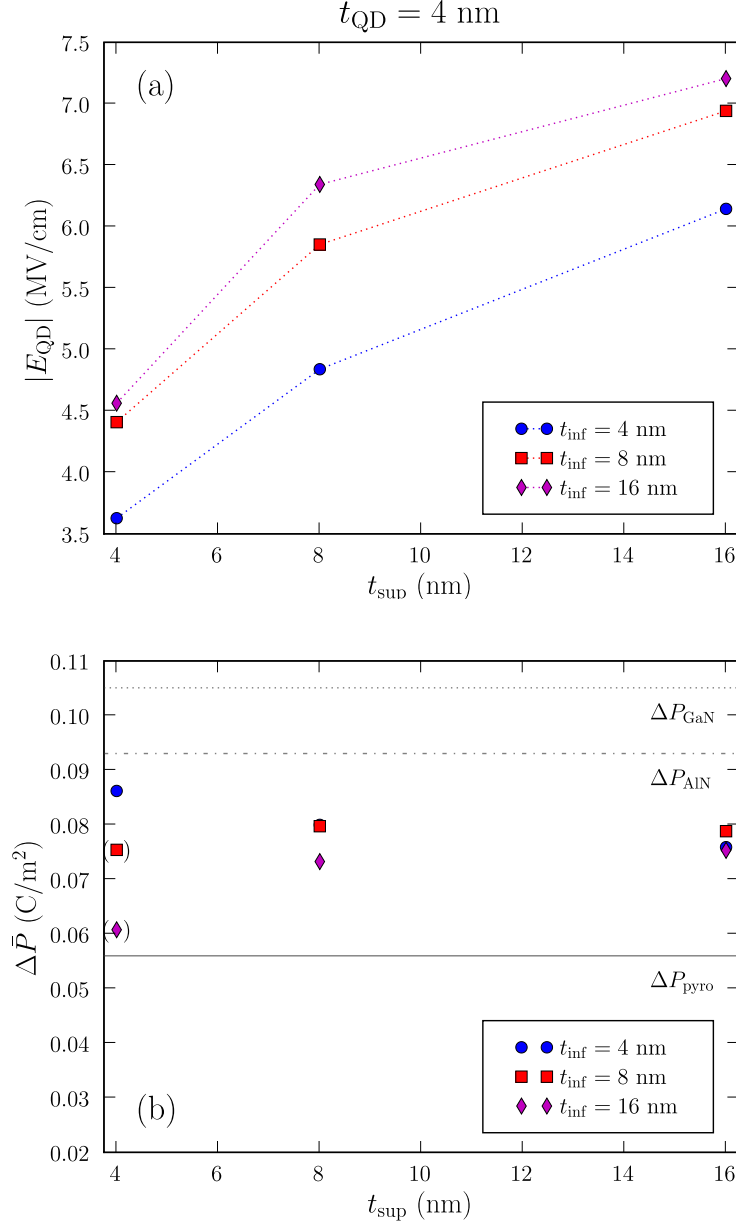 t_QD = 4 nm
(a)
7.5
7.0
6.5
6.0
5.5
5.0
4.5
4.0
3.5
|E_QD| (MV/cm)
t_inf = 4 nm
t_inf = 8 nm
t_inf = 16 nm
4 6 8 10 12 14 16
t_sup (nm)
0.11
0.10
0.09
0.08
0.07
0.06
0.05
0.04
0.03
0.02
ΔP̄ (C/m²)
ΔP_GaN
ΔP_AlN
( )
( )
ΔP_pyro
t_inf = 4 nm
t_inf = 8 nm
t_inf = 16 nm
(b)
4 6 8 10 12 14 16
t_sup (nm)